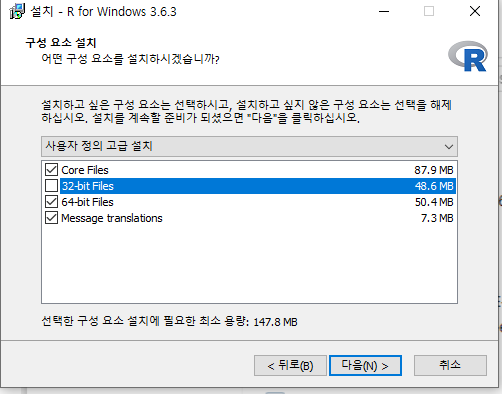 설치 - R for Windows 3.6.3
구성 요소 설치
어떤 구성 요소를 설치하시겠습니까?
R
설치하고 싶은 구성 요소는 선택하시고, 설치하고 싶지 않은 구성 요소는 선택을 해제
하십시오. 설치를 계속할 준비가 되셨으면 "다음"을 클릭하십시오.
사용자 정의 고급 설치
Core Files 87.9 MB
32-bit Files 48.6 MB
64-bit Files 50.4 MB
Message translations 7.3 MB
선택한 구성 요소 설치에 필요한 최소 용량: 147.8 MB
< 뒤로(B) 다음(N) > 취소